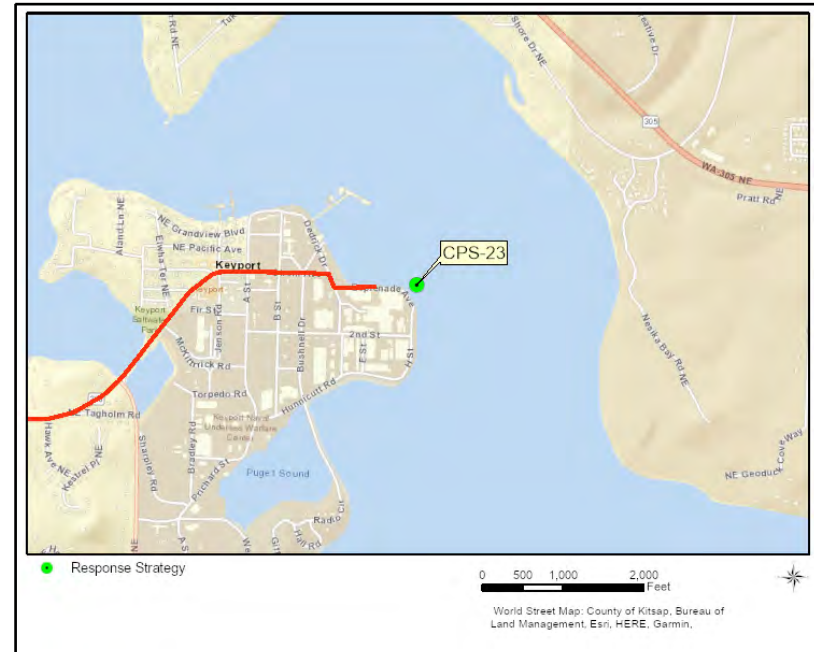 Shore Dr NE
305
WA-305 NE
Pratt Rd NE
Aland Ln NE
NE Grandview Blvd
Dedrick Dr
Elwha Ter NE
NE Pacific Ave
Keyport
CPS-23
Keyport
Esplanade Ave
Keyport
Saltwater
Park
Fir St
Jenson Rd
A St
B St
Bushnell Dr
2nd St
E St
H St
Nesika Bay Rd NE
Torpedo Rd
Hunnicutt Rd
NE Tagholm Rd
Keyport Naval
Undersea Warfare
Center
Hawk Ave NE
Kestrel Pl NE
Sharpley Rd
Bradley Rd
Prichard St
Puget Sound
NE Geoduck Cove Way
Radio Cir
Hall Rd
A S
We
Response Strategy
0 500 1,000 2,000
Feet
World Street Map: County of Kitsap, Bureau of
Land Management, Esri, HERE, Garmin,